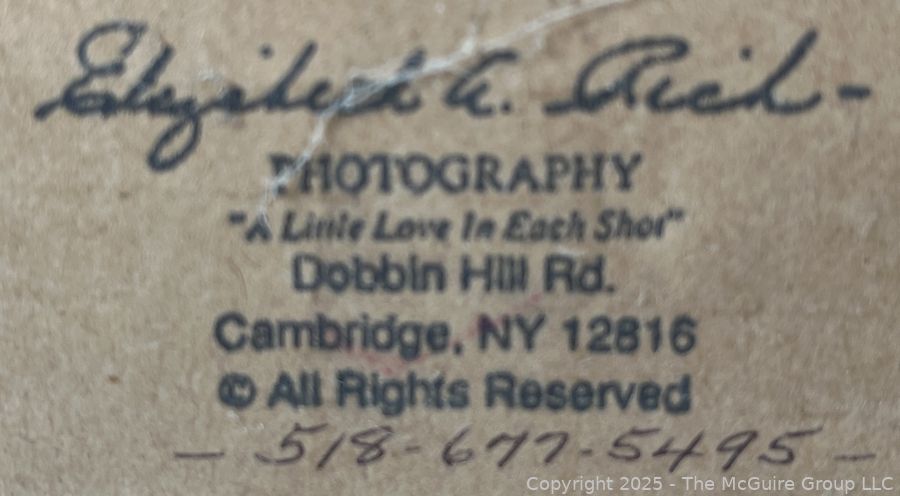 Elizabeth A. Rich -
PHOTOGRAPHY
"A Little Love In Each Shot"
Dobbin Hill Rd.
Cambridge, NY 12816
© All Rights Reserved
- 518-677-5495 -
Copyright 2025 - The McGuire Group LLC